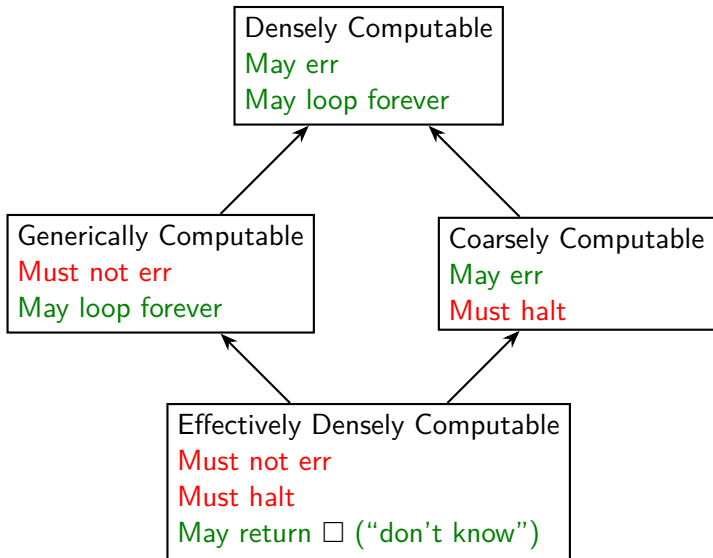 Densely Computable
May err
May loop forever
Generically Computable
Must not err
May loop forever
Coarsely Computable
May err
Must halt
Effectively Densely Computable
Must not err
Must halt
May return □ (“don’t know”)